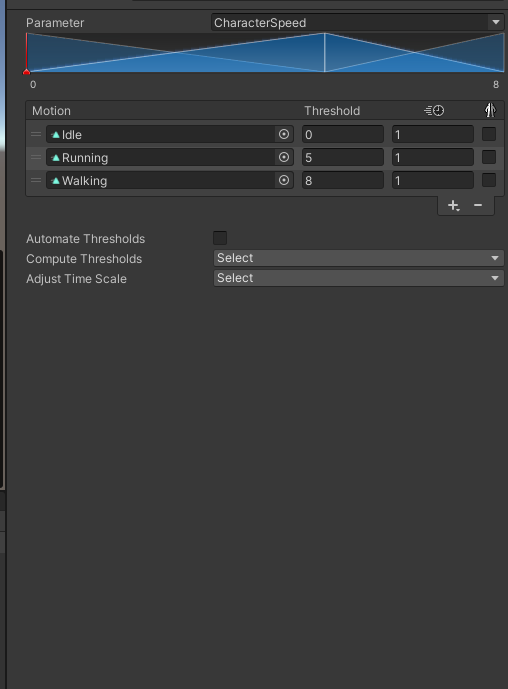 Parameter CharacterSpeed
0 8
Motion Threshold
Idle 0 1
Running 5 1
Walking 8 1
+ −
Automate Thresholds
Compute Thresholds Select
Adjust Time Scale Select